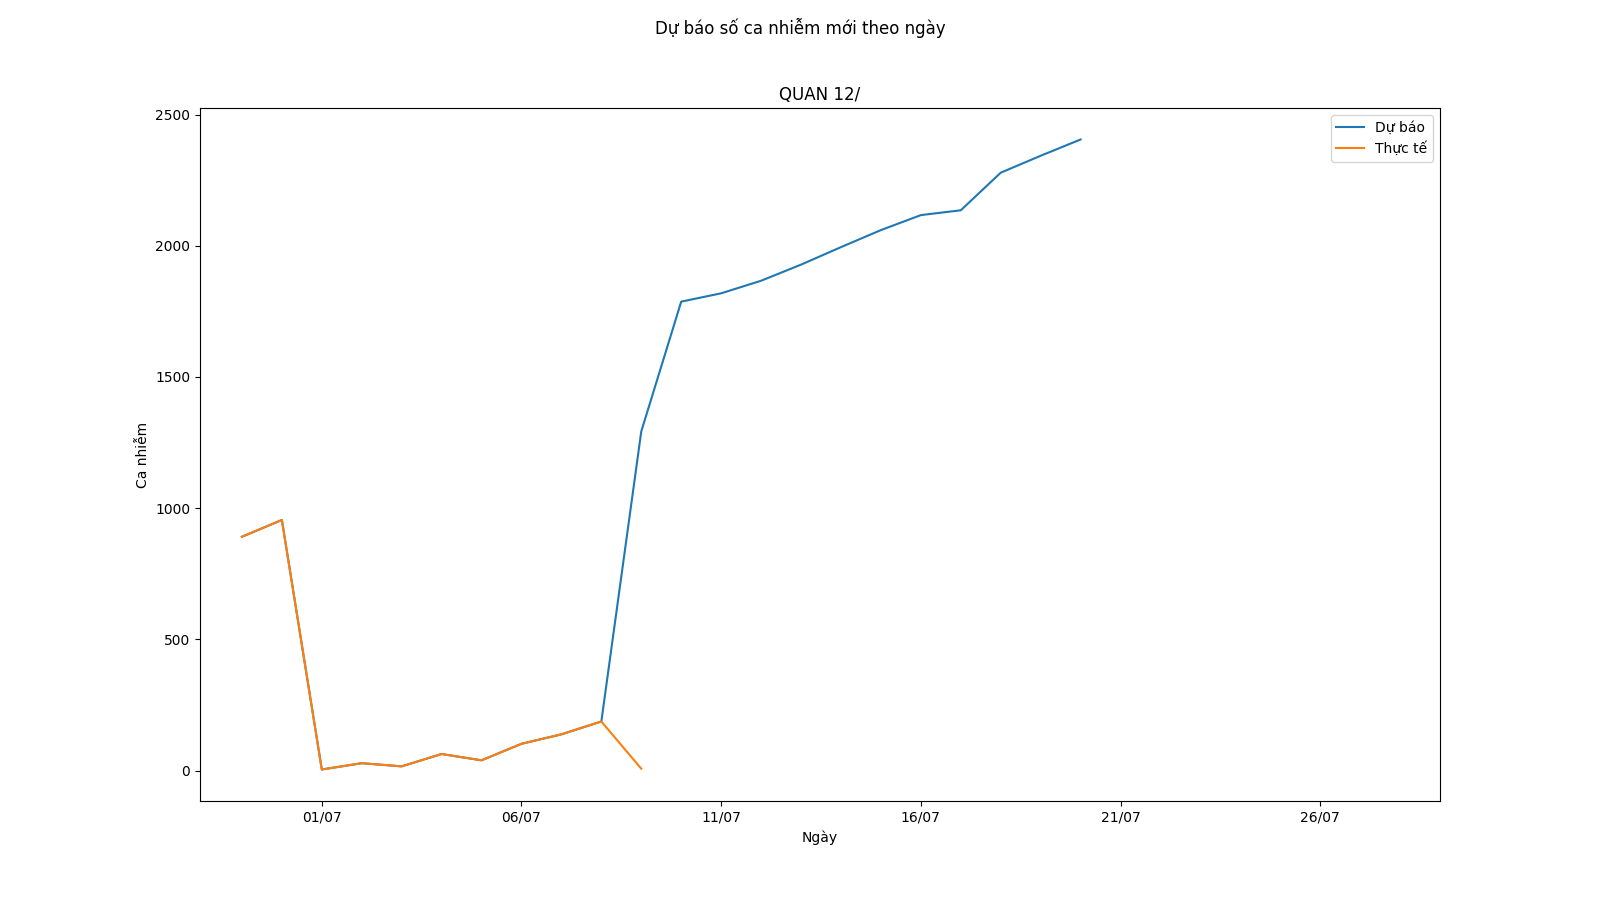 Dự báo số ca nhiễm mới theo ngày
QUAN 12/
2500
2000
1500
1000
500
0
Ca nhiễm
Dự báo
Thực tế
01/07 06/07 11/07 16/07 21/07 26/07
Ngày